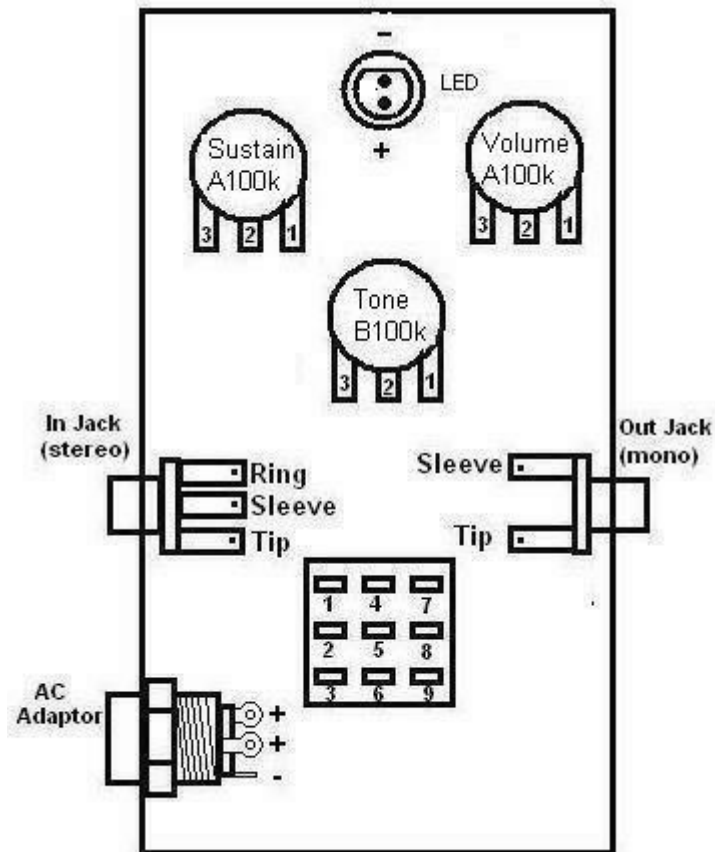 -
LED
+
Sustain
A100k
3 2 1
Volume
A100k
3 2 1
Tone
B100k
3 2 1
In Jack
(stereo)
Ring
Sleeve
Tip
Out Jack
(mono)
Sleeve
Tip
1 4 7
2 5 8
3 6 9
AC
Adaptor
+
+
-